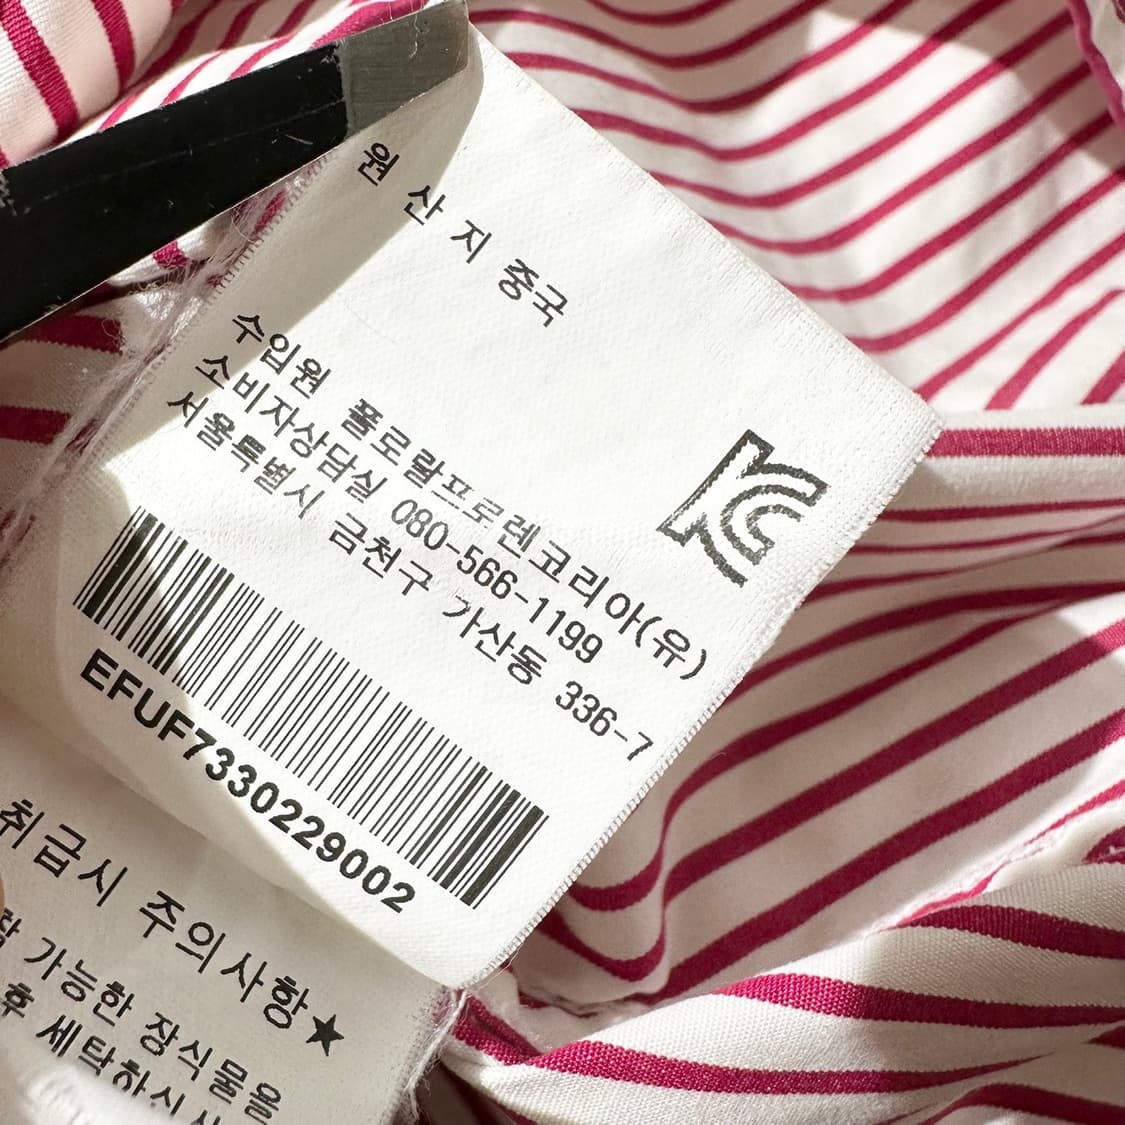 원 산 지 중국
수입원 폴로랄프로렌코리아(유)
소비자상담실 080-566-1199
서울특별시 금천구 가산동 336-7
KC
EFUF7330229002
취급시 주의사항★
가능한 장식물을
후 세탁하십시